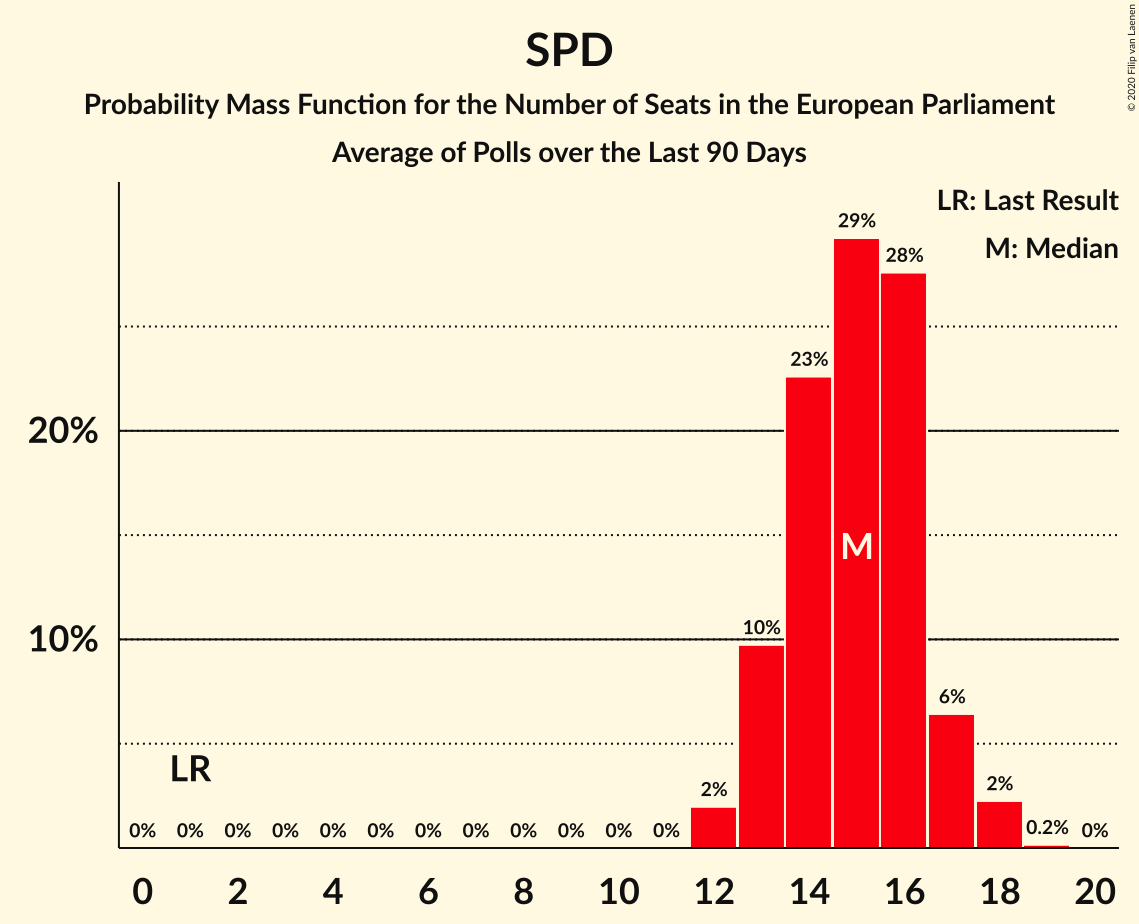 SPD
Probability Mass Function for the Number of Seats in the European Parliament
Average of Polls over the Last 90 Days
© 2020 Filip van Laenen
LR: Last Result
M: Median
29%
28%
23%
20%
M
10%
10%
6%
LR
2%
2%
0% 0% 0% 0% 0% 0% 0% 0% 0% 0% 0% 0% 0.2% 0%
0 2 4 6 8 10 12 14 16 18 20